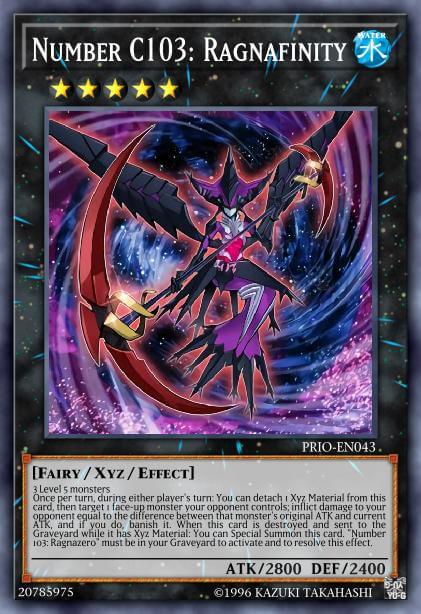 NUMBER C103: RAGNAFINITY
WATER
水
PRIO-EN043
[FAIRY / XYZ / EFFECT]
3 Level 5 monsters
Once per turn, during either player's turn: You can detach 1 Xyz Material from this
card, then target 1 face-up monster your opponent controls; inflict damage to your
opponent equal to the difference between that monster's original ATK and current
ATK, and if you do, banish it. When this card is destroyed and sent to the
Graveyard while it has Xyz Material: You can Special Summon this card. "Number
103: Ragnazero" must be in your Graveyard to activate and to resolve this effect.
ATK/2800 DEF/2400
20785975
©1996 KAZUKI TAKAHASHI